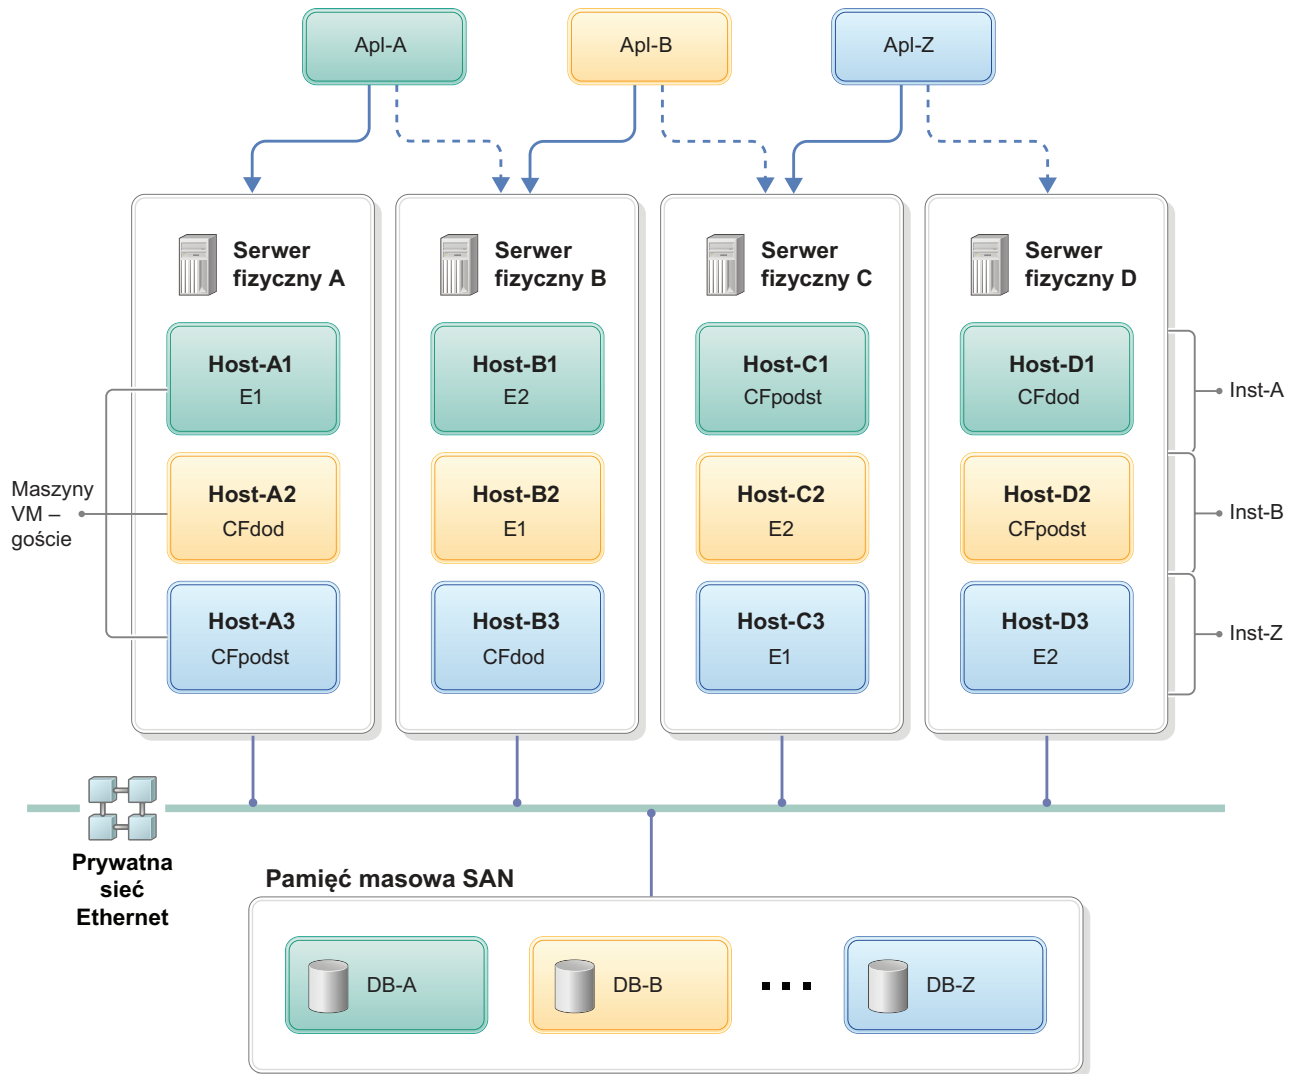 Apl-A
Apl-B
Apl-Z
Serwer
fizyczny A
Serwer
fizyczny B
Serwer
fizyczny C
Serwer
fizyczny D
Host-A1
E1
Host-B1
E2
Host-C1
CFpodst
Host-D1
CFdod
Inst-A
Maszyny
VM –
goście
Host-A2
CFdod
Host-B2
E1
Host-C2
E2
Host-D2
CFpodst
Inst-B
Host-A3
CFpodst
Host-B3
CFdod
Host-C3
E1
Host-D3
E2
Inst-Z
Prywatna
sieć
Ethernet
Pamięć masowa SAN
DB-A
DB-B
DB-Z